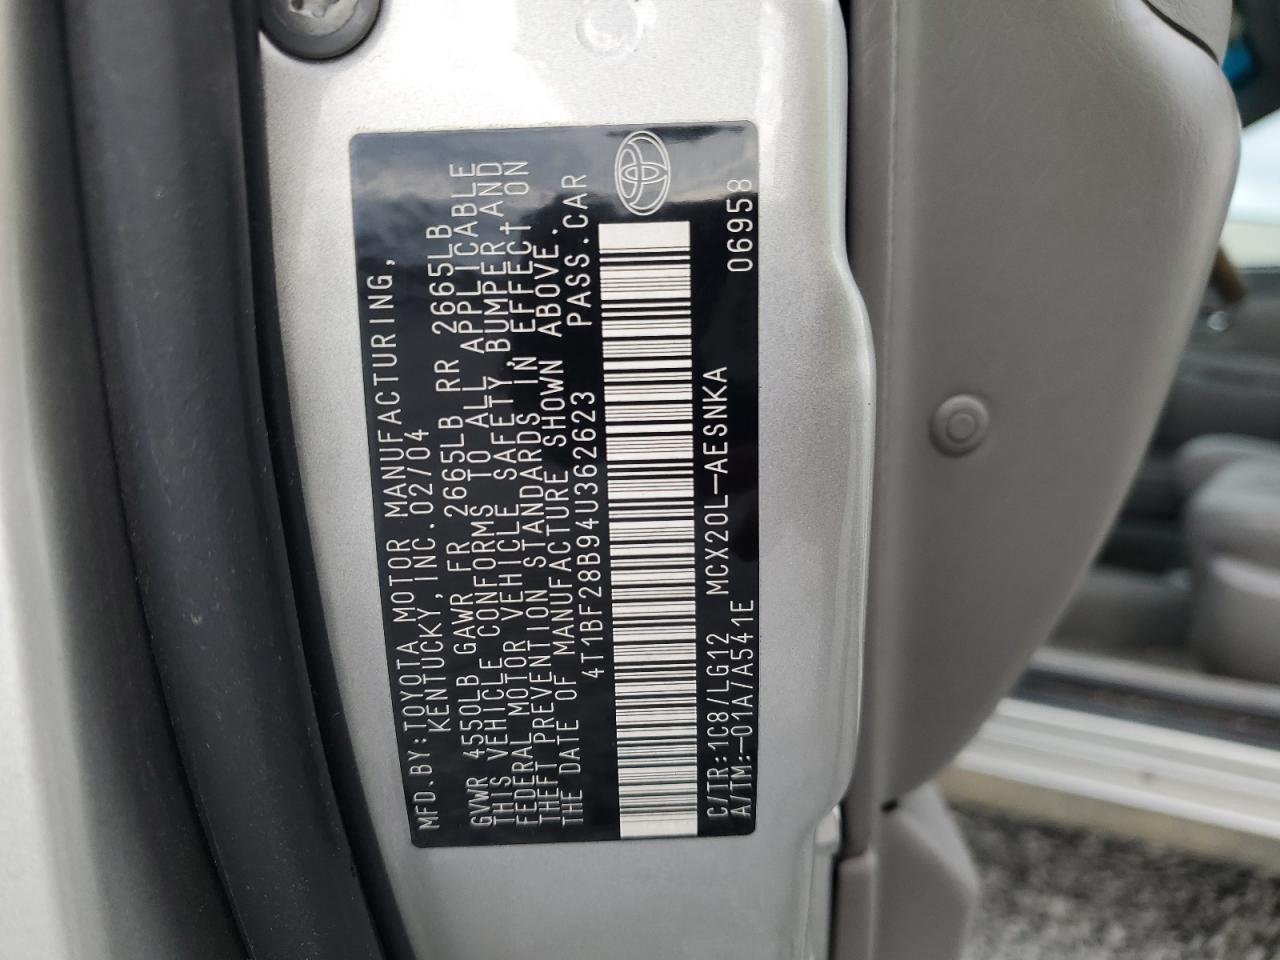 MFD.BY:TOYOTA MOTOR MANUFACTURING,
KENTUCKY,INC.02/04
GVWR 4550LB GAWR FR 2665LB RR 2665LB
THIS VEHICLE CONFORMS TO ALL APPLICABLE
FEDERAL MOTOR VEHICLE SAFETY,BUMPER,AND
THEFT PREVENTION STANDARDS IN EFFECT ON
THE DATE OF MANUFACTURE SHOWN ABOVE.
4T1BF28B94U362623 PASS.CAR
C/TR:1C8/LG12 MCX20L-AESNKA
A/TM:-01A/A541E 06958